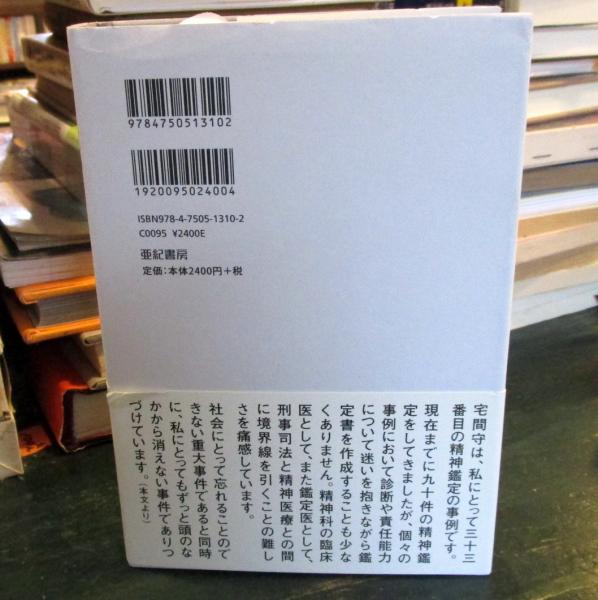 9784750513102
1920095024004
ISBN978-4-7505-1310-2
C0095 ¥2400E
亜紀書房
定価：本体2400円＋税
宅間守は、私にとって三十三
番目の精神鑑定の事例です。
現在までに九十件の精神鑑
定をしてきましたが、個々の
事例において診断や責任能力
について迷いを抱きながら鑑
定書を作成することも少な
くありません。精神科の臨床
医として、また鑑定医として、
刑事司法と精神医療との間
に境界線を引くことの難し
さを痛感しています。
社会にとって忘れることので
きない重大事件であると同時
に、私にとってもずっと頭のな
かから消えない事件でありつ
づけています。（本文より）